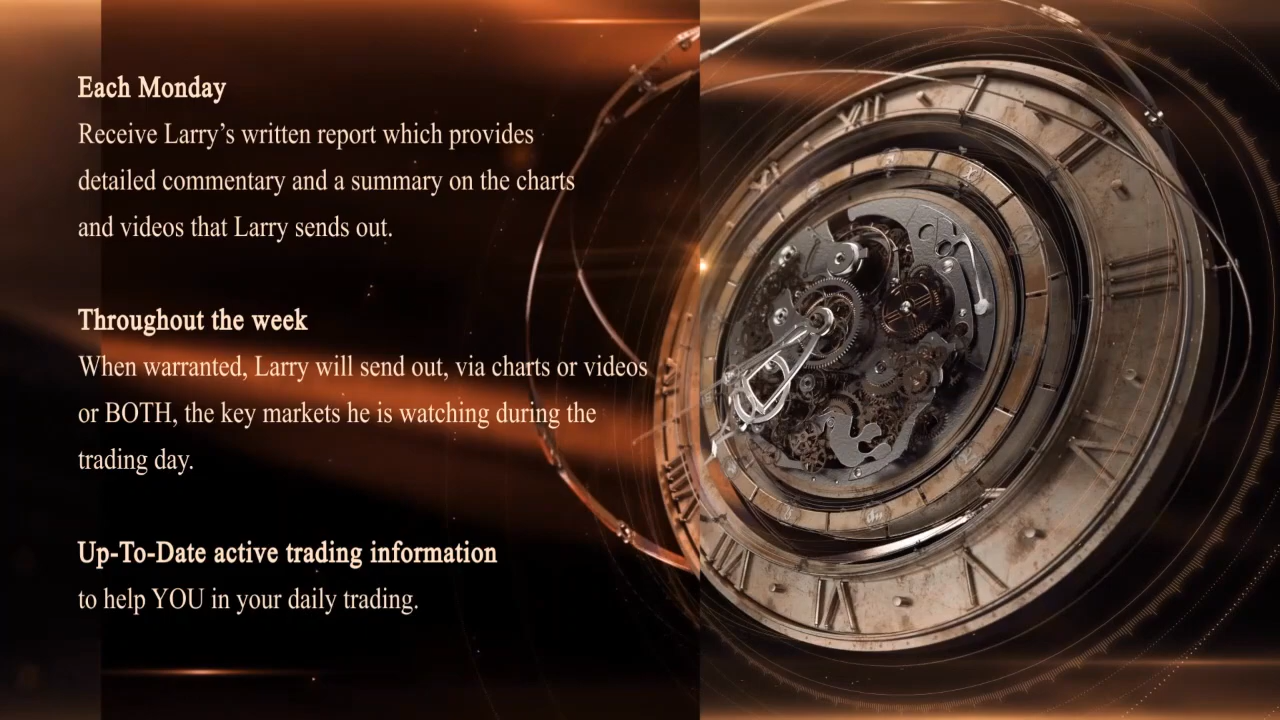 Each Monday
Receive Larry’s written report which provides
detailed commentary and a summary on the charts
and videos that Larry sends out.
Throughout the week
When warranted, Larry will send out, via charts or videos
or BOTH, the key markets he is watching during the
trading day.
Up-To-Date active trading information
to help YOU in your daily trading.
XII
I
II
III